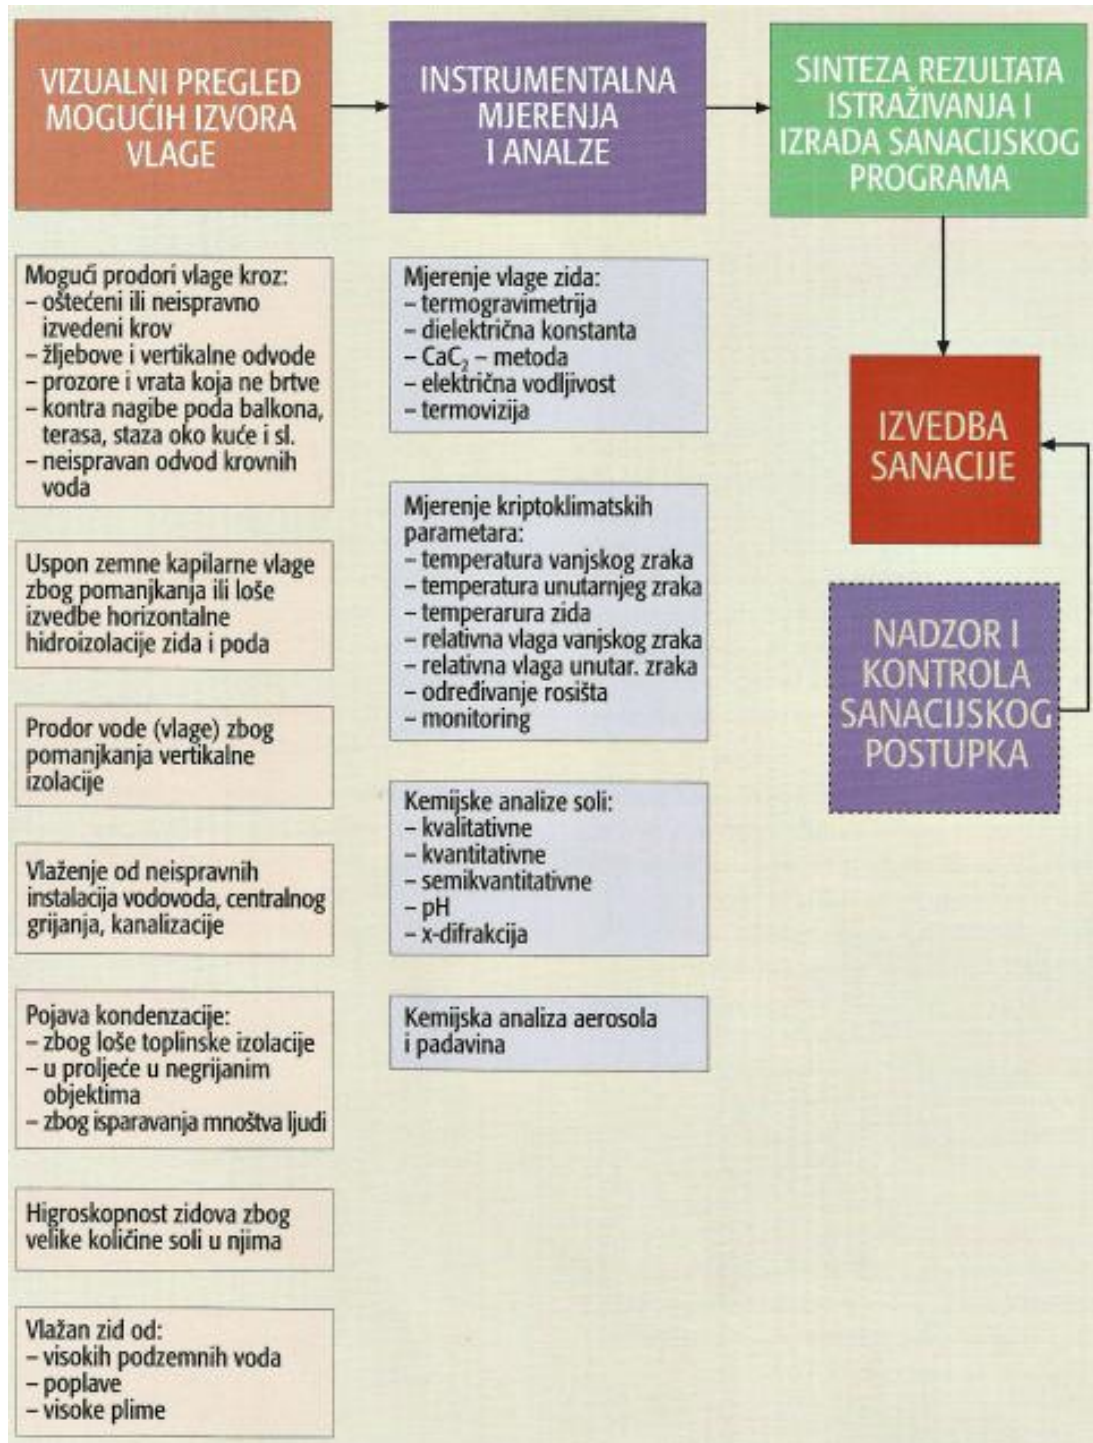 VIZUALNI PREGLED
MOGUĆIH IZVORA
VLAGE
INSTRUMENTALNA
MJERENJA
I ANALZE
SINTEZA REZULTATA
ISTRAŽIVANJA I
IZRADA SANACIJSKOG
PROGRAMA
Mogući prodori vlage kroz:
– oštećeni ili neispravno
izvedeni krov
– žljebove i vertikalne odvode
– prozore i vrata koja ne brtve
– kontra nagibe poda balkona,
terasa, staza oko kuće i sl.
– neispravan odvod krovnih
voda
Uspon zemne kapilarne vlage
zbog pomanjkanja ili loše
izvedbe horizontalne
hidroizolacije zida i poda
Prodor vode (vlage) zbog
pomanjkanja vertikalne
izolacije
Vlaženje od neispravnih
instalacija vodovoda, centralnog
grijanja, kanalizacije
Pojava kondenzacije:
– zbog loše toplinske izolacije
– u proljeće u negrijanim
objektima
– zbog isparavanja mnoštva ljudi
Higroskopnost zidova zbog
velike količine soli u njima
Vlažan zid od:
– visokih podzemnih voda
– poplave
– visoke plime
Mjerenje vlage zida:
– termogravimetrija
– dielektrična konstanta
– CaC₂ – metoda
– električna vodljivost
– termovizija
Mjerenje kriptoklimatskih
parametara:
– temperatura vanjskog zraka
– temperatura unutarnjeg zraka
– temperarura zida
– relativna vlaga vanjskog zraka
– relativna vlaga unutar. zraka
– određivanje rosišta
– monitoring
Kemijske analize soli:
– kvalitativne
– kvantitativne
– semikvantitativne
– pH
– x-difrakcija
Kemijska analiza aerosola
i padavina
IZVEDBA
SANACIJE
NADZOR I
KONTROLA
SANACIJSKOG
POSTUPKA